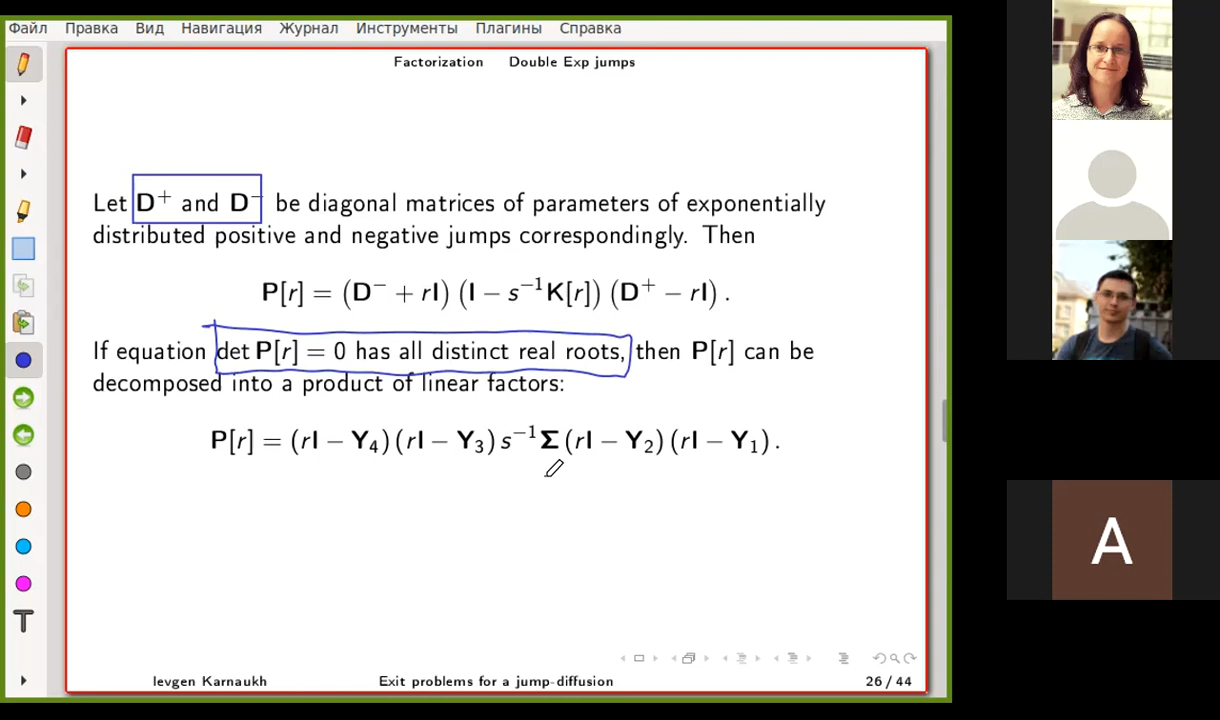 Файл Правка Вид Навигация Журнал Инструменты Плагины Справка
Factorization Double Exp jumps
Let D⁺ and D⁻ be diagonal matrices of parameters of exponentially
distributed positive and negative jumps correspondingly. Then
P[r] = (D⁻ + rI) (I − s⁻¹K[r]) (D⁺ − rI) .
If equation det P[r] = 0 has all distinct real roots, then P[r] can be
decomposed into a product of linear factors:
P[r] = (rI − Y₄) (rI − Y₃) s⁻¹Σ (rI − Y₂) (rI − Y₁) .
Ievgen Karnaukh Exit problems for a jump-diffusion 26 / 44
T
A